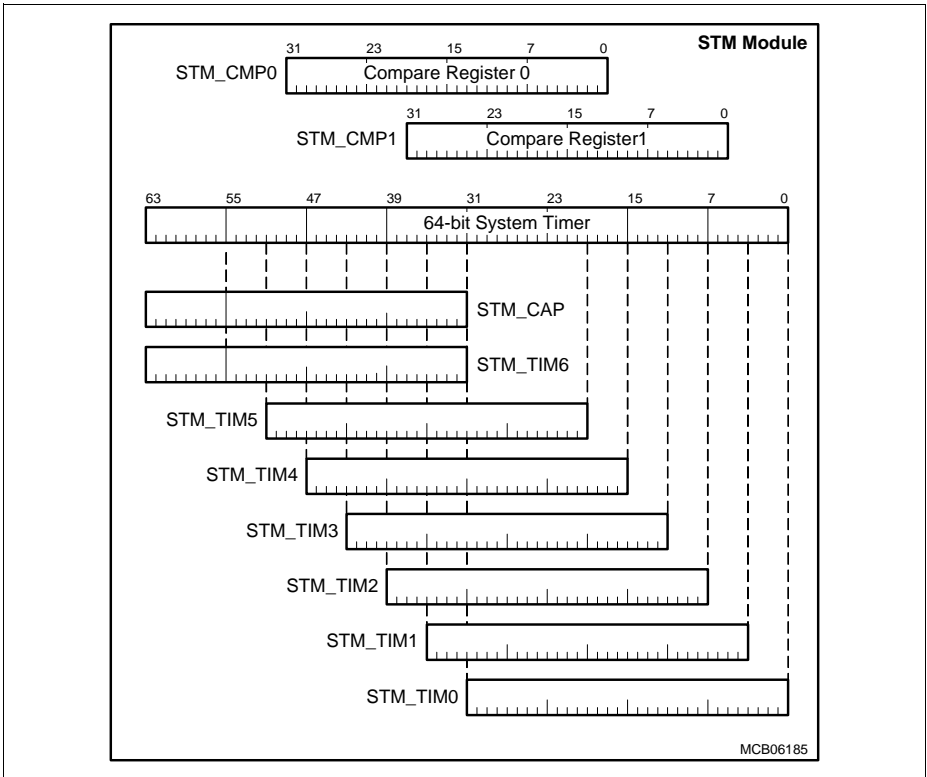 STM Module
31 23 15 7 0
STM_CMP0 Compare Register 0
31 23 15 7 0
STM_CMP1 Compare Register1
63 55 47 39 31 23 15 7 0
64-bit System Timer
STM_CAP
STM_TIM6
STM_TIM5
STM_TIM4
STM_TIM3
STM_TIM2
STM_TIM1
STM_TIM0
MCB06185